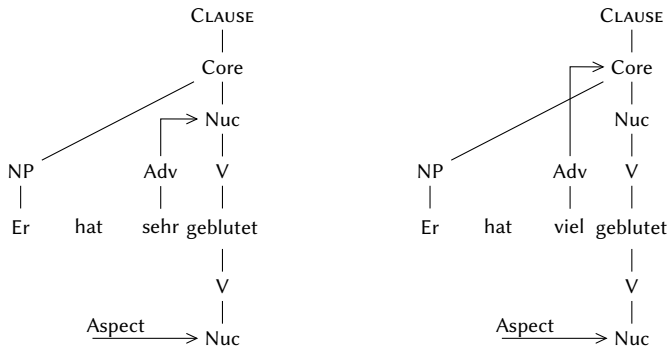 CLAUSE CLAUSE
Core Core
Nuc Nuc
NP Adv V NP Adv V
Er hat sehr geblutet Er hat viel geblutet
V V
Aspect Nuc Aspect Nuc